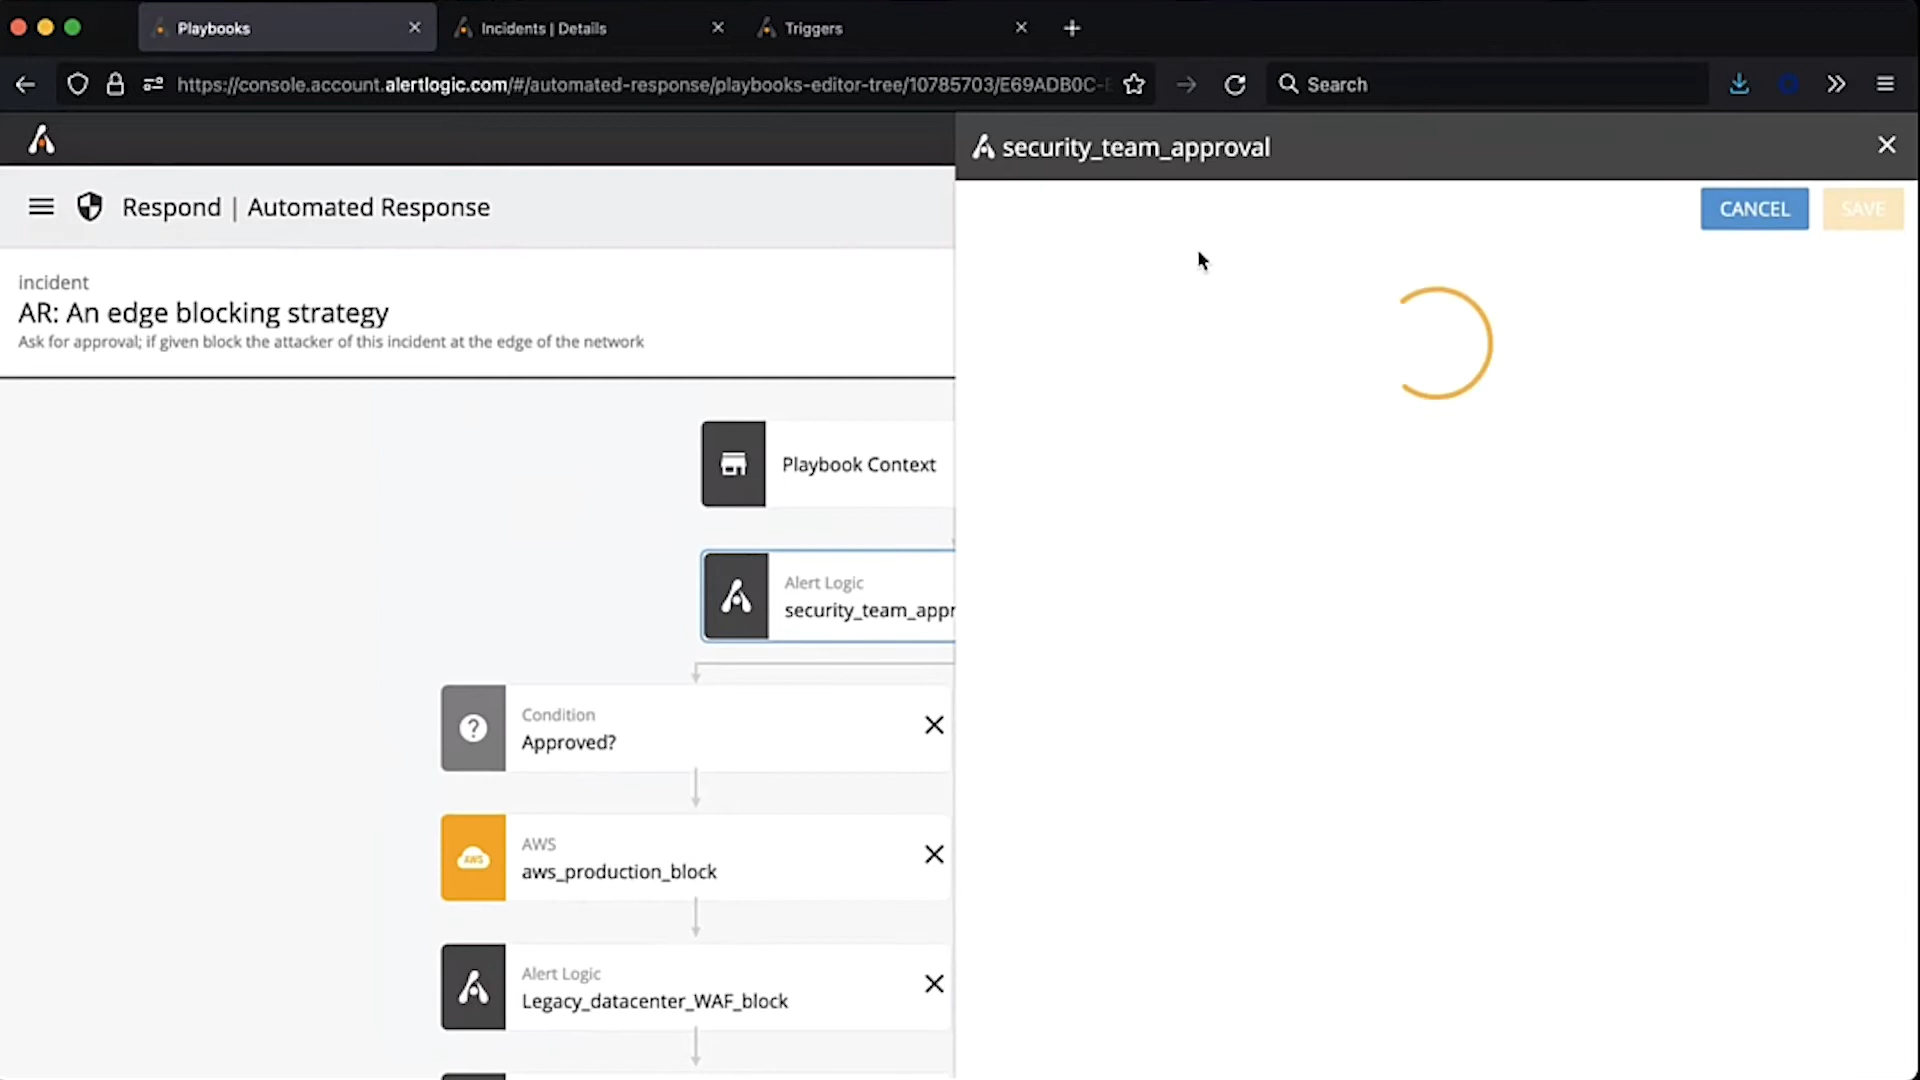 Playbooks
Incidents | Details
Triggers
https://console.account.alertlogic.com/#/automated-response/playbooks-editor-tree/10785703/E69ADB0C-
Search
security_team_approval
Respond | Automated Response
CANCEL
SAVE
incident
AR: An edge blocking strategy
Ask for approval; if given block the attacker of this incident at the edge of the network
Playbook Context
Alert Logic
security_team_appr
Condition
Approved?
AWS
aws
aws_production_block
Alert Logic
Legacy_datacenter_WAF_block